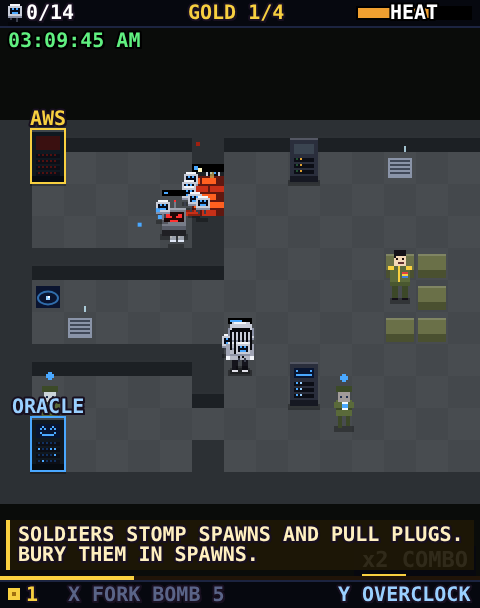 0/14 GOLD 1/4 HEAT
03:09:45 AM
AWS
ORACLE
SOLDIERS STOMP SPAWNS AND PULL PLUGS.
BURY THEM IN SPAWNS.
x2 COMBO
1 X FORK BOMB 5 Y OVERCLOCK